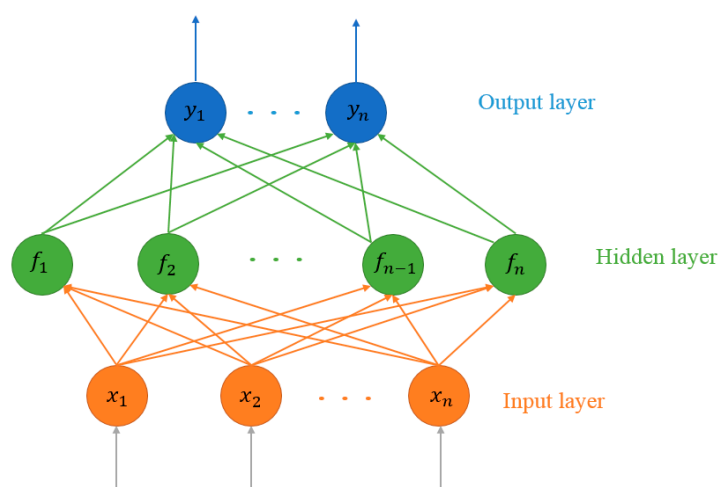 y₁ . . . yₙ Output layer
f₁ f₂ . . . fₙ₋₁ fₙ Hidden layer
x₁ x₂ . . . xₙ Input layer